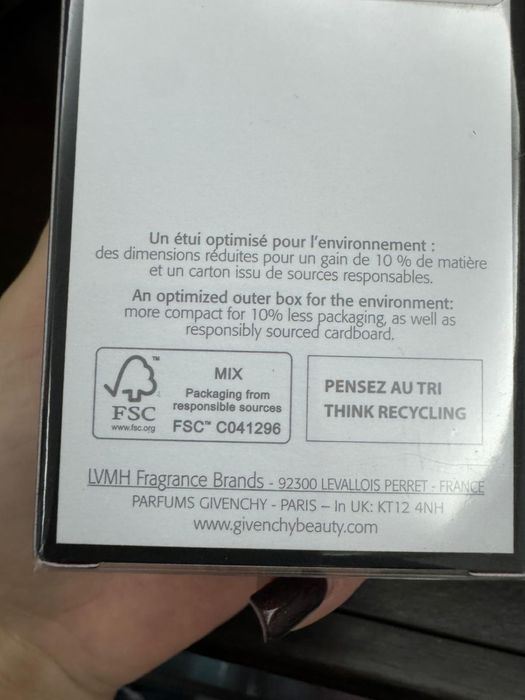 Un étui optimisé pour l'environnement :
des dimensions réduites pour un gain de 10 % de matière
et un carton issu de sources responsables.
An optimized outer box for the environment:
more compact for 10% less packaging, as well as
responsibly sourced cardboard.
FSC™
www.fsc.org
MIX
Packaging from
responsible sources
FSC™ C041296
PENSEZ AU TRI
THINK RECYCLING
LVMH Fragrance Brands - 92300 LEVALLOIS PERRET - FRANCE
PARFUMS GIVENCHY - PARIS – In UK: KT12 4NH
www.givenchybeauty.com